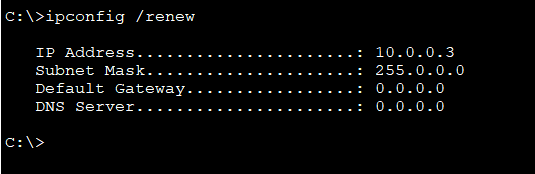 C:\>ipconfig /renew
IP Address......................: 10.0.0.3
Subnet Mask.....................: 255.0.0.0
Default Gateway.................: 0.0.0.0
DNS Server......................: 0.0.0.0
C:\>